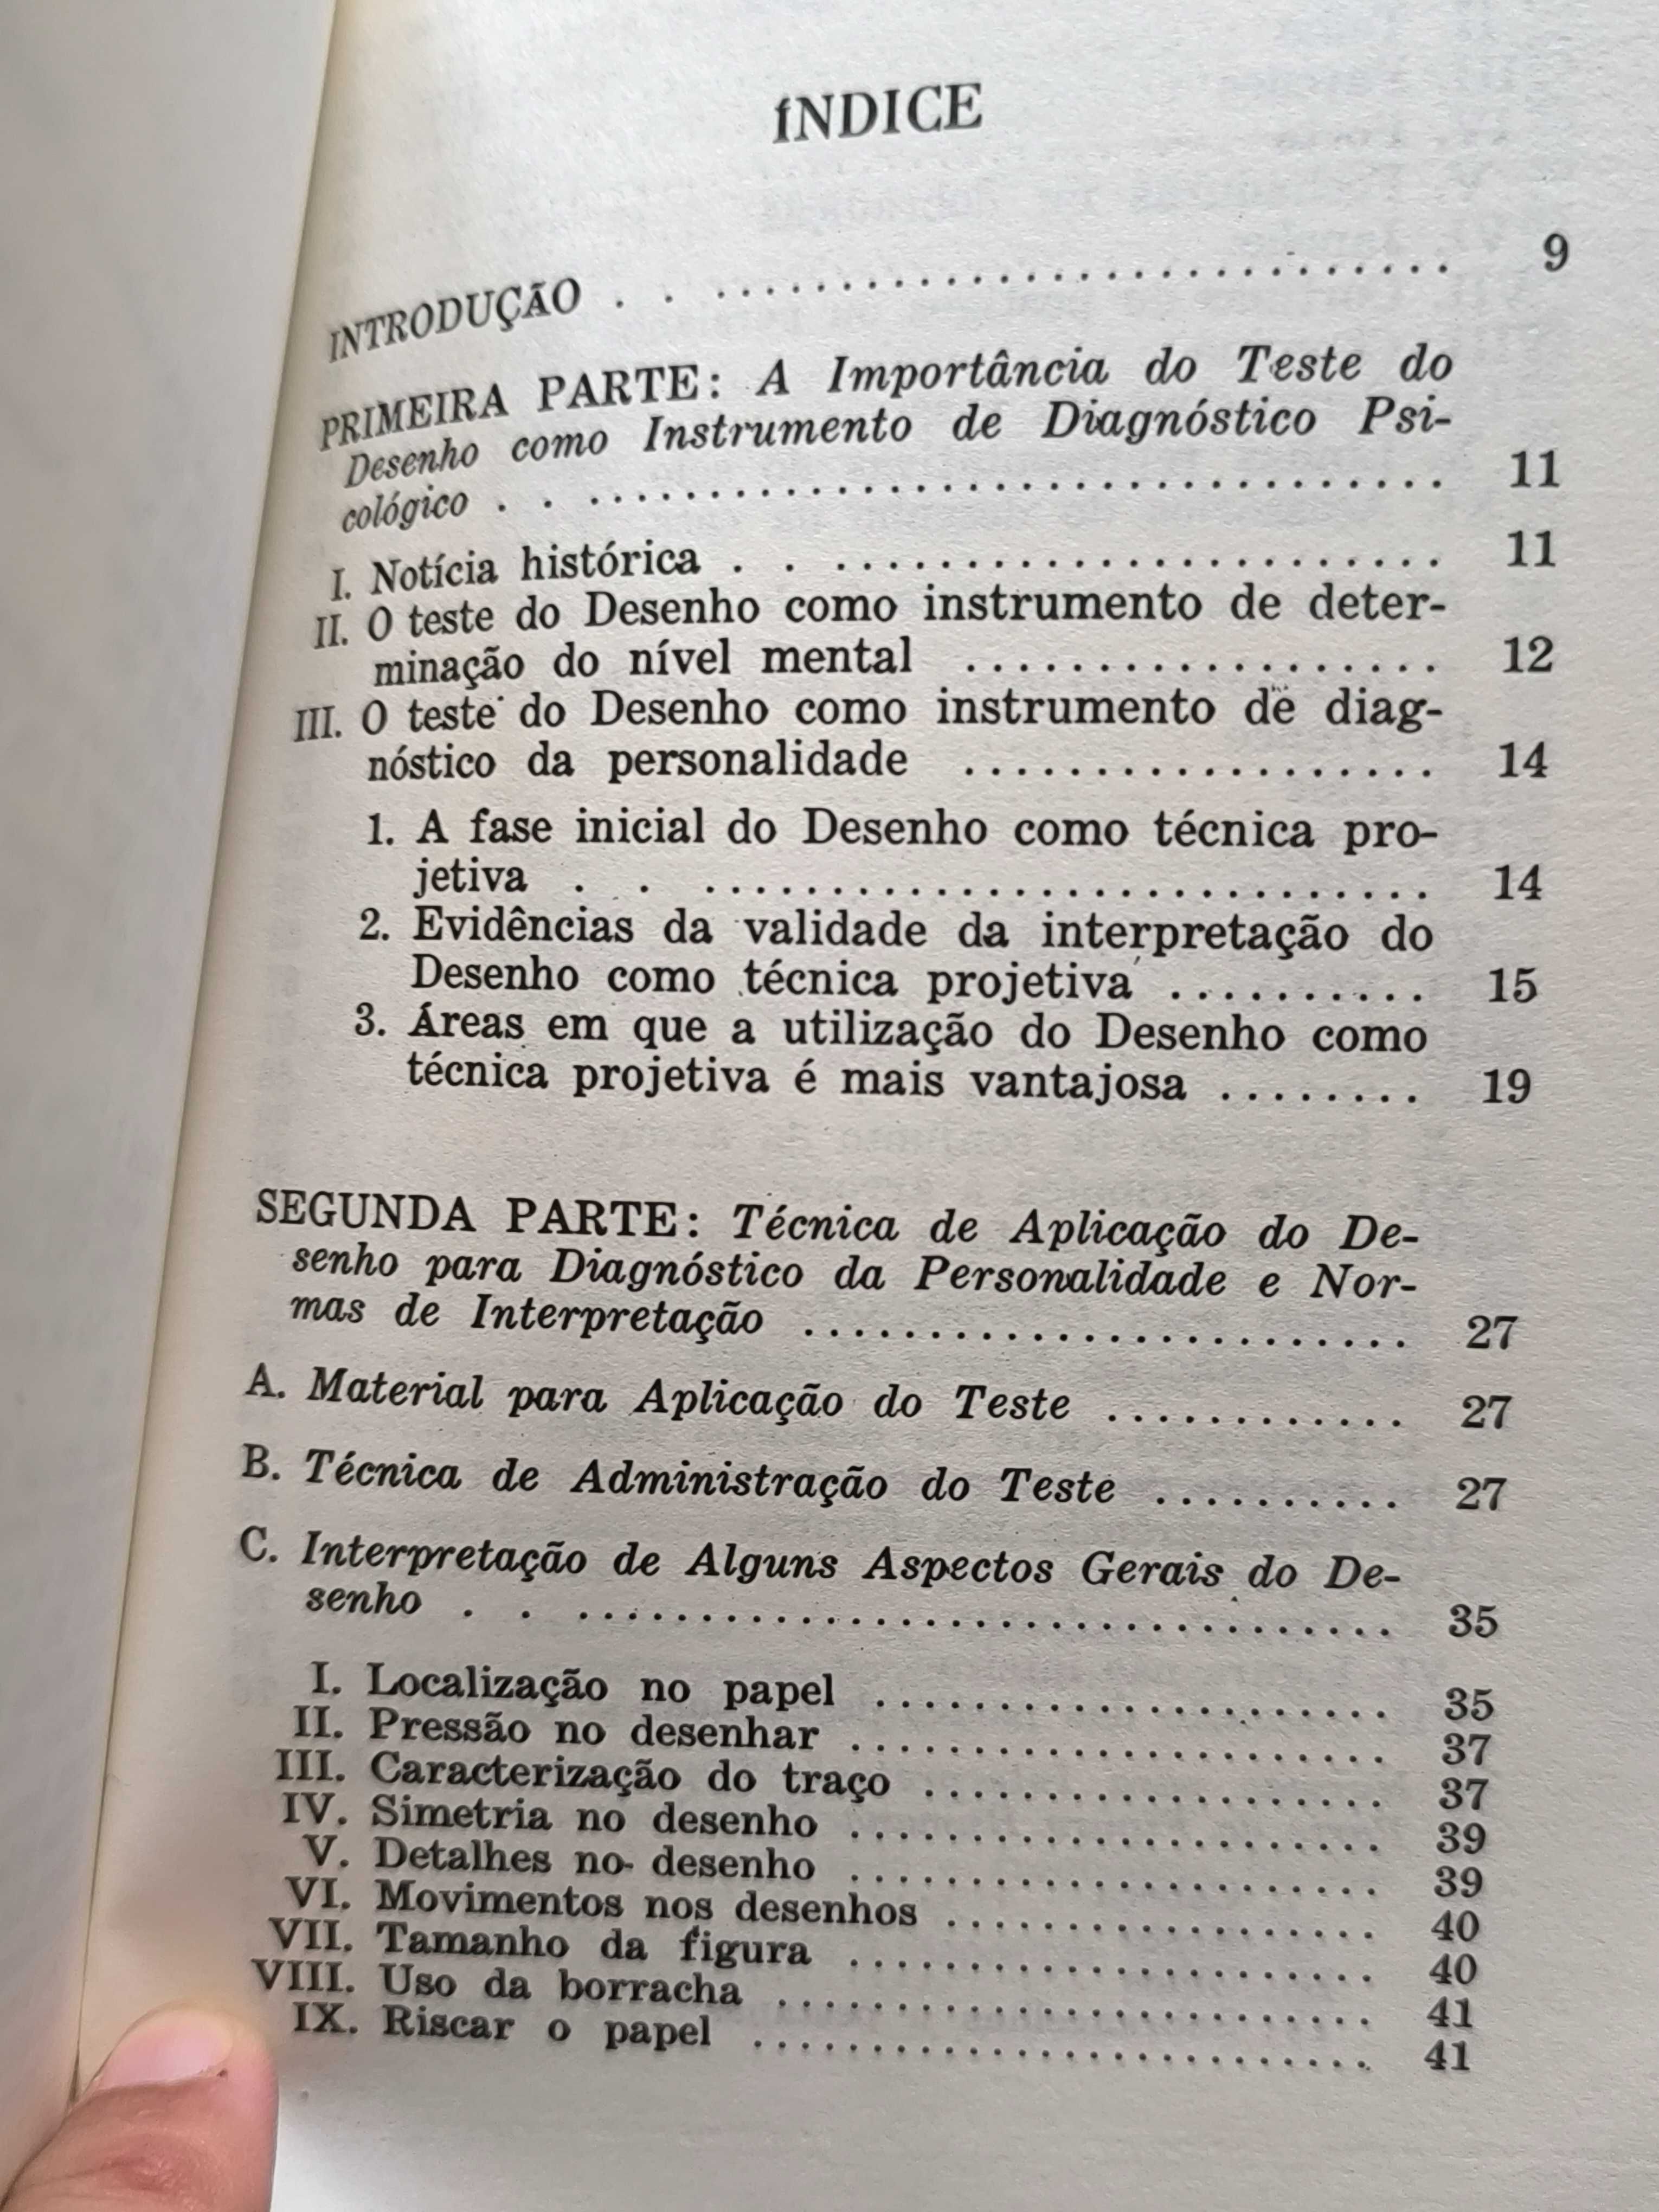 ÍNDICE
INTRODUÇÃO . . .............................. 9
PRIMEIRA PARTE: A Importância do Teste do
Desenho como Instrumento de Diagnóstico Psi-
cológico . . .................................. 11
I. Notícia histórica . . ......................... 11
II. O teste do Desenho como instrumento de deter-
minação do nível mental ................... 12
III. O teste do Desenho como instrumento de diag-
nóstico da personalidade ................... 14
1. A fase inicial do Desenho como técnica pro-
jetiva . . .............................. 14
2. Evidências da validade da interpretação do
Desenho como técnica projetiva .......... 15
3. Áreas em que a utilização do Desenho como
técnica projetiva é mais vantajosa ........ 19
SEGUNDA PARTE: Técnica de Aplicação do De-
senho para Diagnóstico da Personalidade e Nor-
mas de Interpretação ......................... 27
A. Material para Aplicação do Teste ............ 27
B. Técnica de Administração do Teste .......... 27
C. Interpretação de Alguns Aspectos Gerais do De-
senho . . .................................. 35
I. Localização no papel ..................... 35
II. Pressão no desenhar ...................... 37
III. Caracterização do traço ................... 37
IV. Simetria no desenho ...................... 39
V. Detalhes no desenho ...................... 39
VI. Movimentos nos desenhos .................. 40
VII. Tamanho da figura ...................... 40
VIII. Uso da borracha ......................... 41
IX. Riscar o papel .......................... 41